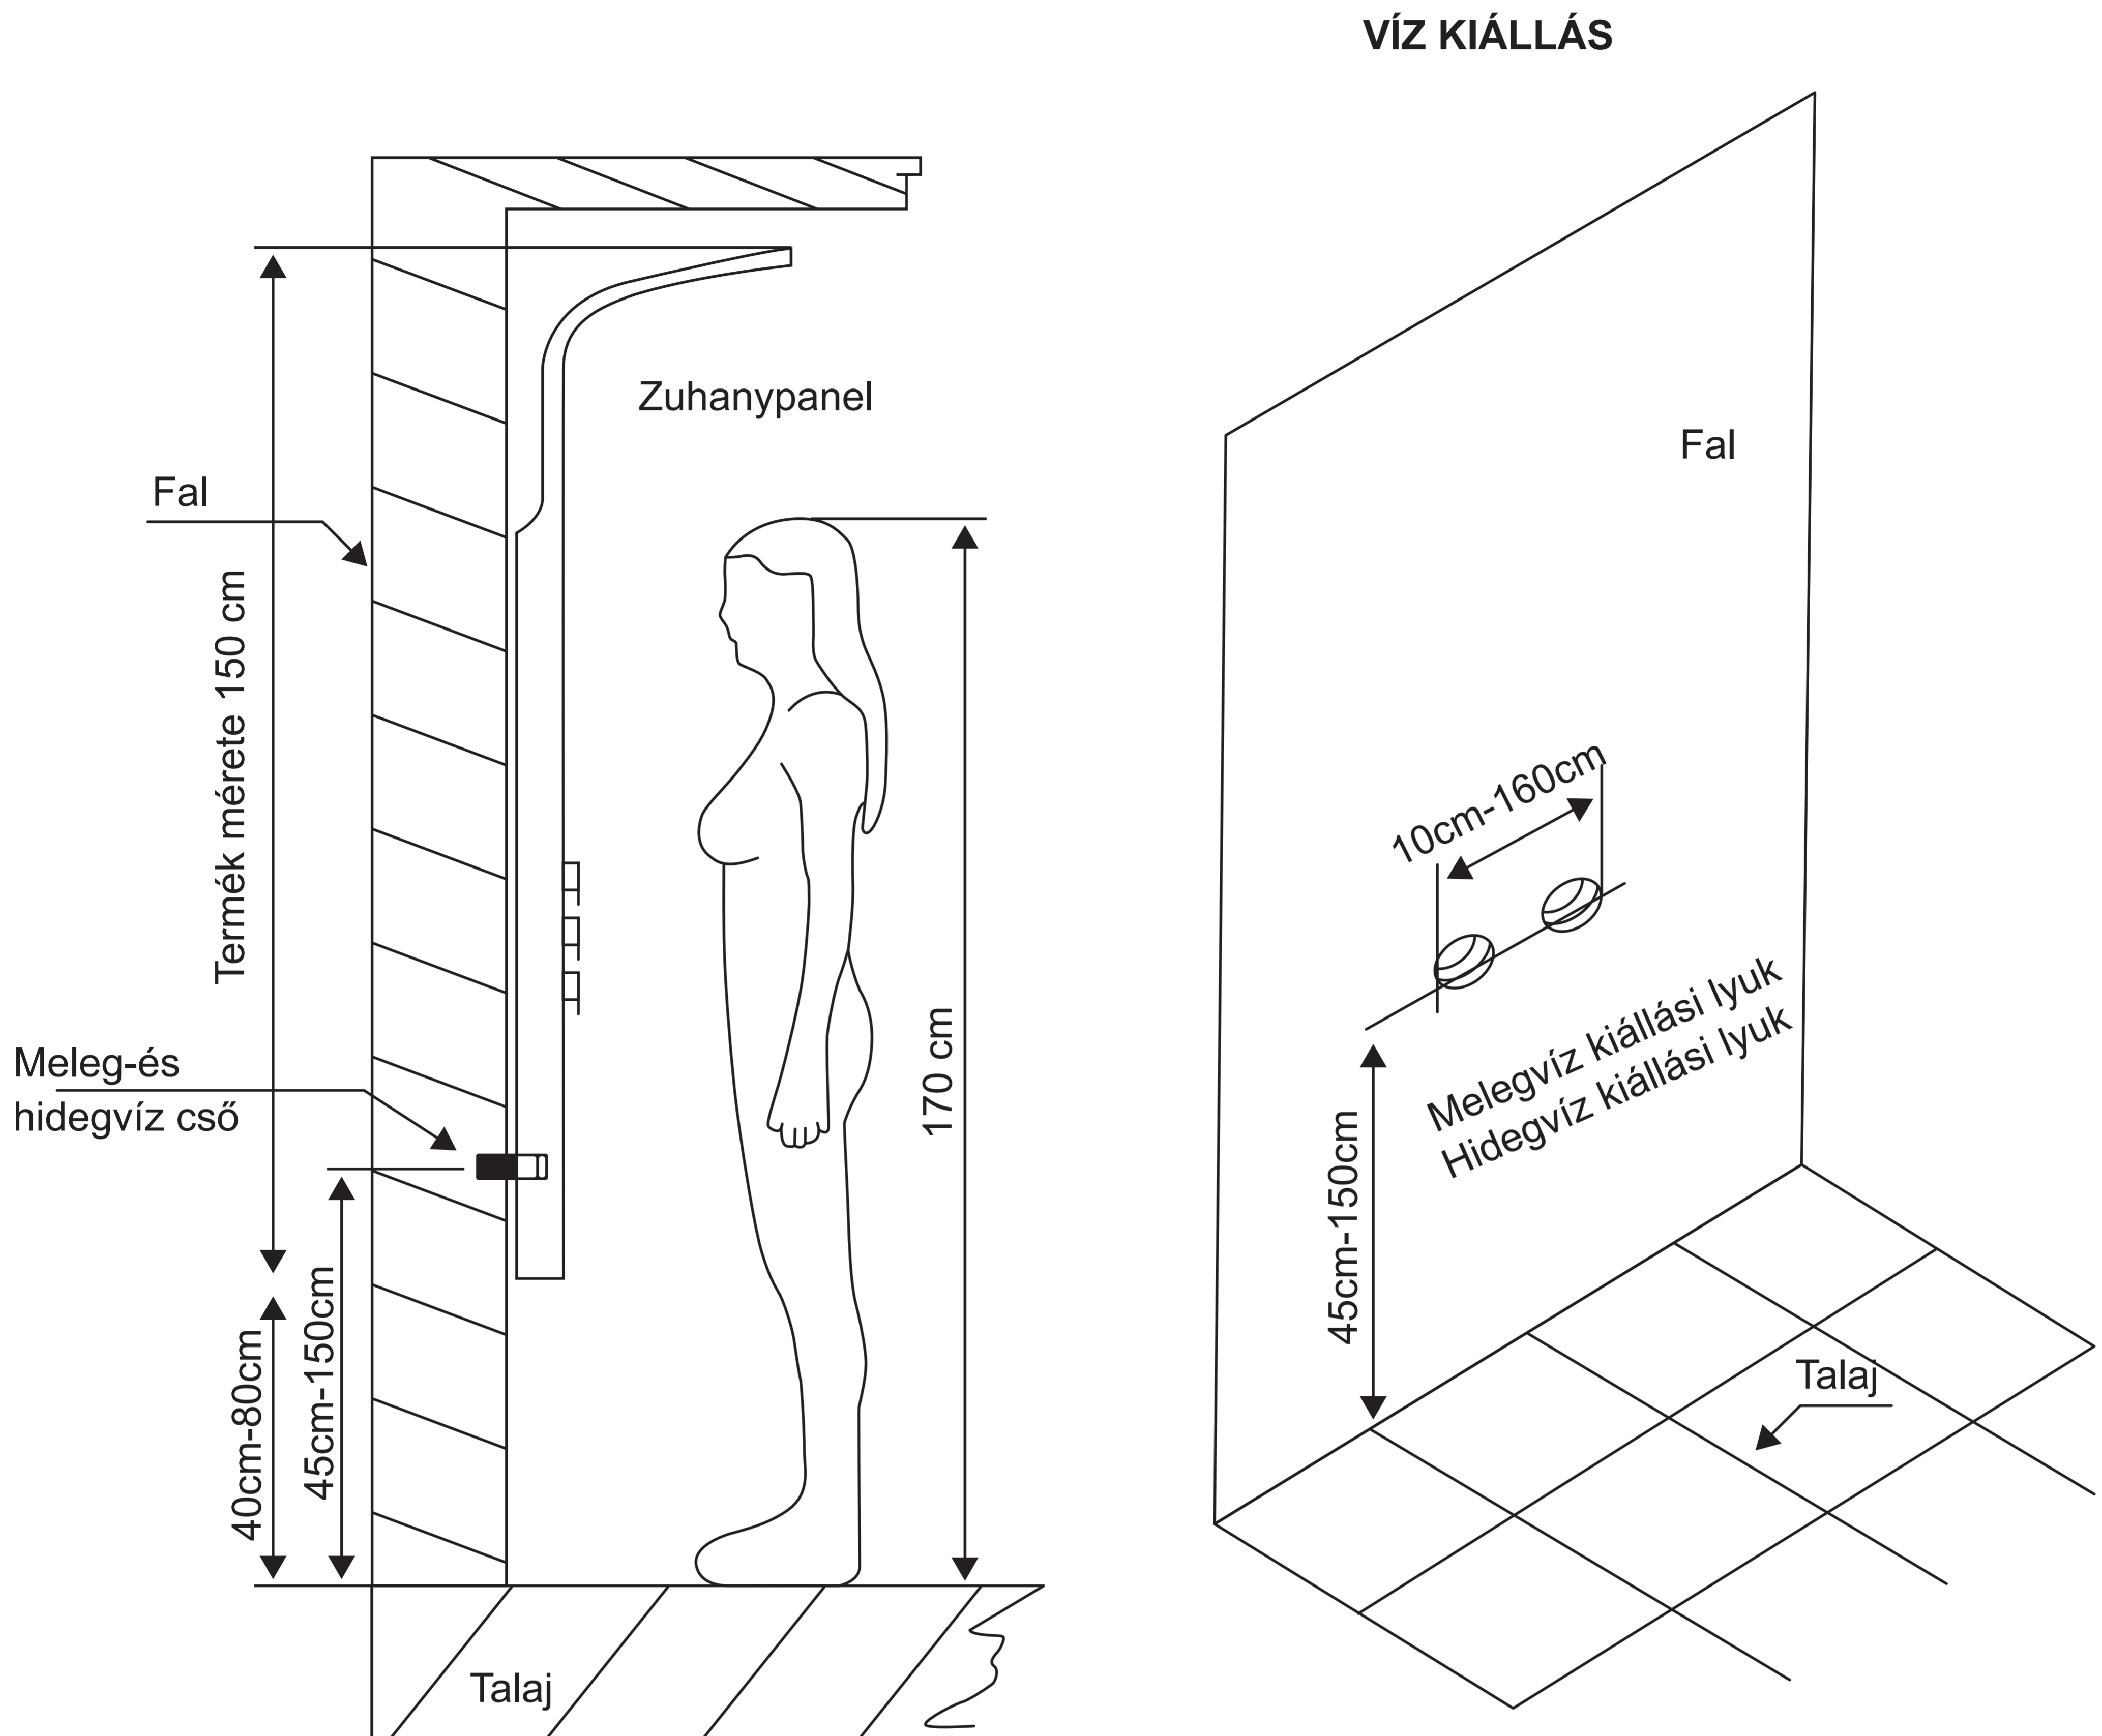 VÍZ KIÁLLÁS
Zuhanypanel
Fal
Termék mérete 150 cm
Meleg-és
hidegvíz cső
40cm-80cm
45cm-150cm
170 cm
Talaj
Fal
10cm-160cm
Melegvíz kiállási lyuk
Hidegvíz kiállási lyuk
45cm-150cm
Talaj